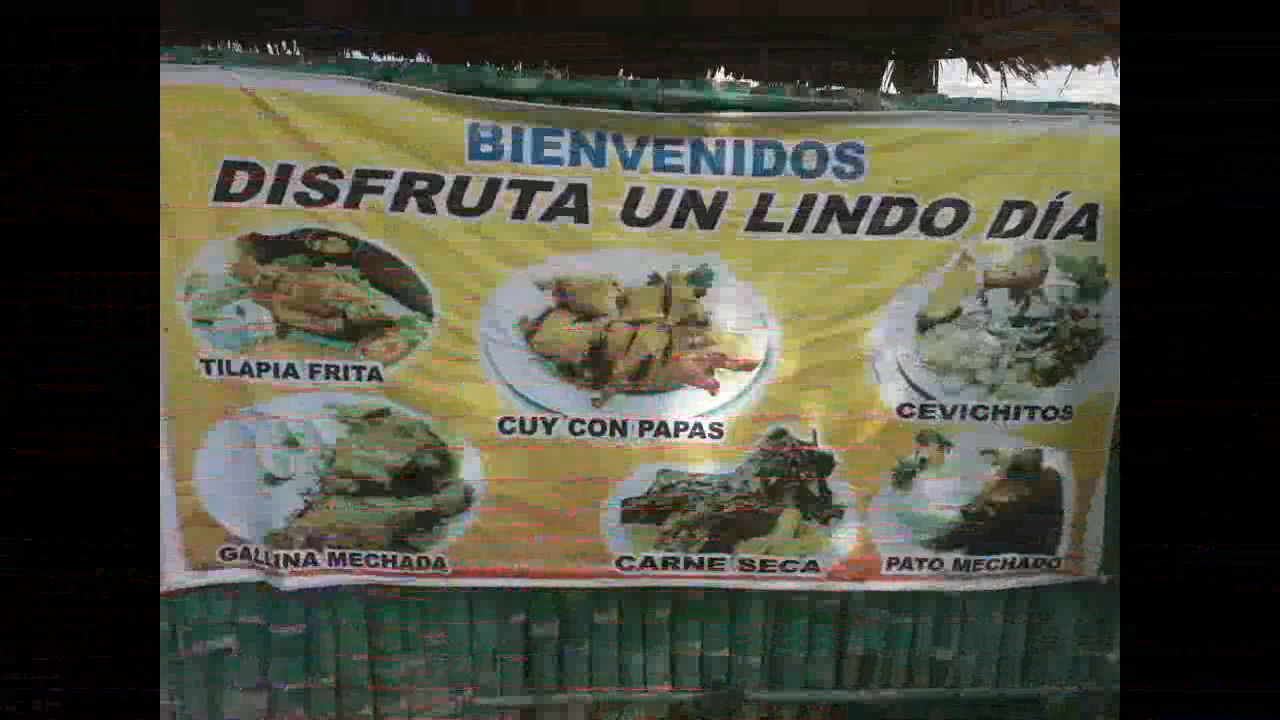 BIENVENIDOS
DISFRUTA UN LINDO DÍA
TILAPIA FRITA
CUY CON PAPAS
CEVICHITOS
GALLINA MECHADA
CARNE SECA
PATO MECHADO